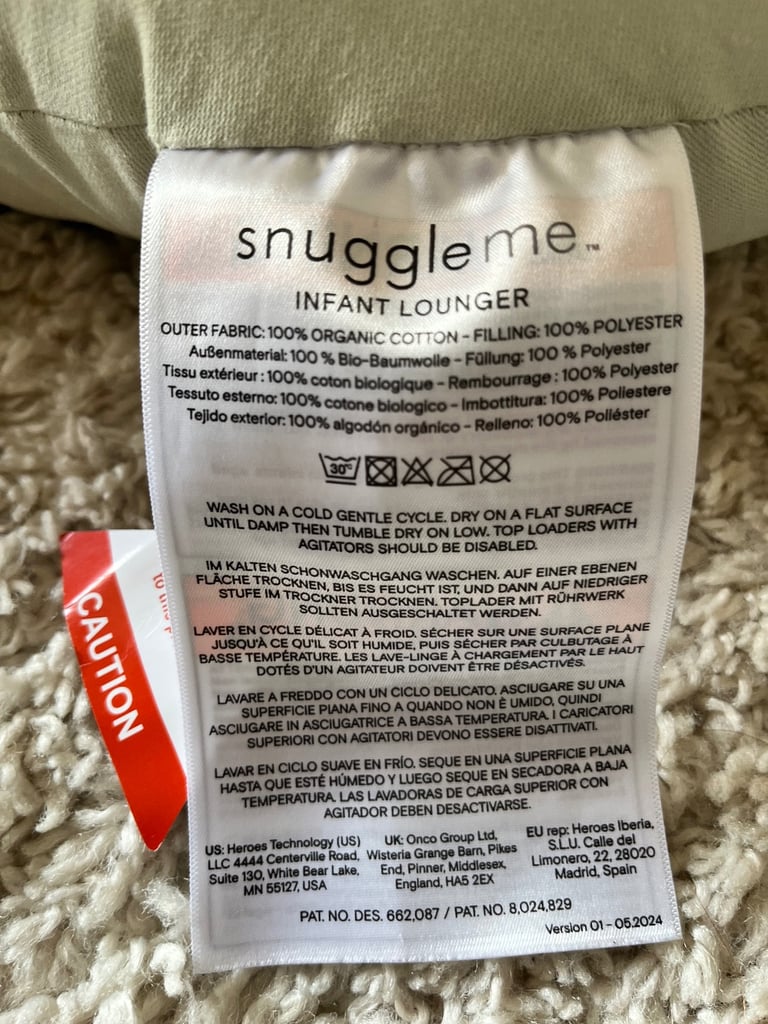 snuggle me™
INFANT LOUNGER
OUTER FABRIC: 100% ORGANIC COTTON - FILLING: 100% POLYESTER
Außenmaterial: 100 % Bio-Baumwolle - Füllung: 100 % Polyester
Tissu extérieur : 100% coton biologique - Rembourrage : 100% Polyester
Tessuto esterno: 100% cotone biologico - Imbottitura: 100% Poliestere
Tejido exterior: 100% algodón orgánico - Relleno: 100% Poliéster
30°
WASH ON A COLD GENTLE CYCLE. DRY ON A FLAT SURFACE
UNTIL DAMP THEN TUMBLE DRY ON LOW. TOP LOADERS WITH
AGITATORS SHOULD BE DISABLED.
IM KALTEN SCHONWASCHGANG WASCHEN. AUF EINER EBENEN
FLÄCHE TROCKNEN, BIS ES FEUCHT IST, UND DANN AUF NIEDRIGER
STUFE IM TROCKNER TROCKNEN. TOPLADER MIT RÜHRWERK
SOLLTEN AUSGESCHALTET WERDEN.
LAVER EN CYCLE DÉLICAT À FROID. SÉCHER SUR UNE SURFACE PLANE
JUSQU'À CE QU'IL SOIT HUMIDE, PUIS SÉCHER PAR CULBUTAGE À
BASSE TEMPÉRATURE. LES LAVE-LINGE À CHARGEMENT PAR LE HAUT
DOTÉS D'UN AGITATEUR DOIVENT ÊTRE DÉSACTIVÉS.
LAVARE A FREDDO CON UN CICLO DELICATO. ASCIUGARE SU UNA
SUPERFICIE PIANA FINO A QUANDO NON È UMIDO, QUINDI
ASCIUGARE IN ASCIUGATRICE A BASSA TEMPERATURA. I CARICATORI
SUPERIORI CON AGITATORI DEVONO ESSERE DISATTIVATI.
LAVAR EN CICLO SUAVE EN FRÍO. SEQUE EN UNA SUPERFICIE PLANA
HASTA QUE ESTÉ HÚMEDO Y LUEGO SEQUE EN SECADORA A BAJA
TEMPERATURA. LAS LAVADORAS DE CARGA SUPERIOR CON
AGITADOR DEBEN DESACTIVARSE.
US: Heroes Technology (US)
LLC 4444 Centerville Road,
Suite 130, White Bear Lake,
MN 55127, USA
UK: Onco Group Ltd,
Wisteria Grange Barn, Pikes
End, Pinner, Middlesex,
England, HA5 2EX
EU rep: Heroes Iberia,
S.L.U. Calle del
Limonero, 22, 28020
Madrid, Spain
PAT. NO. DES. 662,087 / PAT. NO. 8,024,829
Version 01 - 05.2024
CAUTION